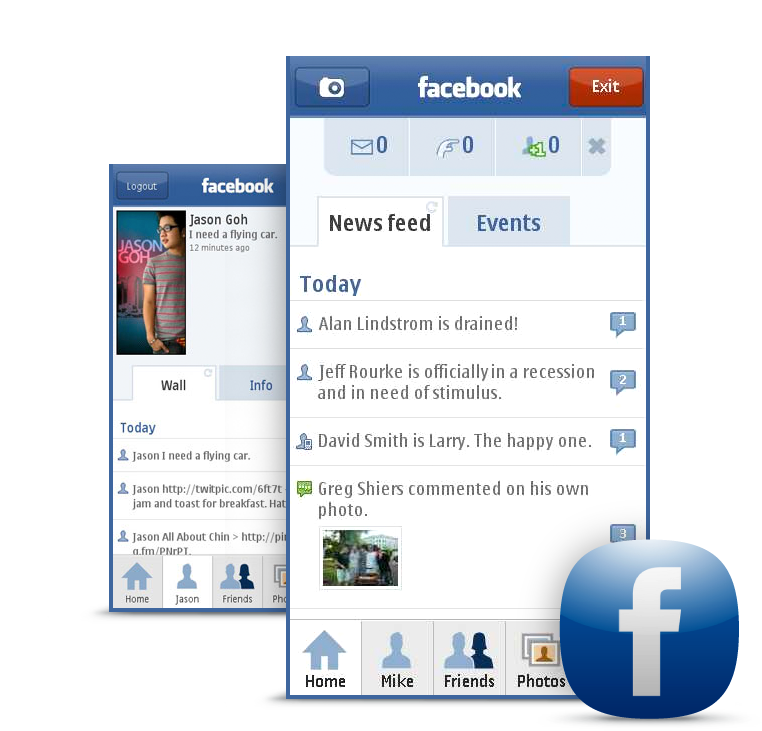 facebook
Exit
0
0
+1
0
News feed
Events
Today
Alan Lindstrom is drained!
1
Jeff Rourke is officially in a recession
and in need of stimulus.
2
David Smith is Larry. The happy one.
1
Greg Shiers commented on his own
photo.
3
Home
Mike
Friends
Photos
Logout
facebook
JASON
GOH
Jason Goh
I need a flying car.
12 minutes ago
Wall
Info
Today
Jason I need a flying car.
Jason http://twitpic.com/6ft7t -
jam and toast for breakfast. Hat
Jason All About Chin > http://pin
g.fm/PNrPT.
Home
Jason
Friends
Pho
f